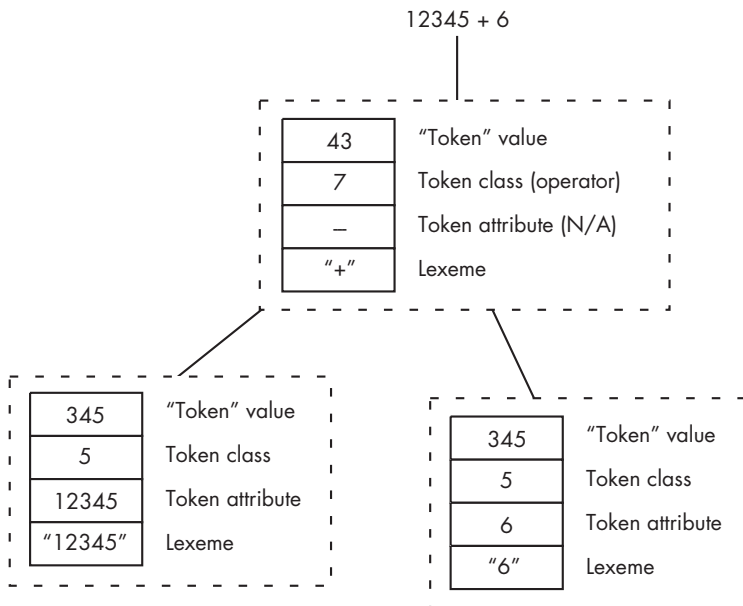 12345 + 6
43 “Token” value
7 Token class (operator)
– Token attribute (N/A)
“+” Lexeme
345 “Token” value
5 Token class
12345 Token attribute
“12345” Lexeme
345 “Token” value
5 Token class
6 Token attribute
“6” Lexeme